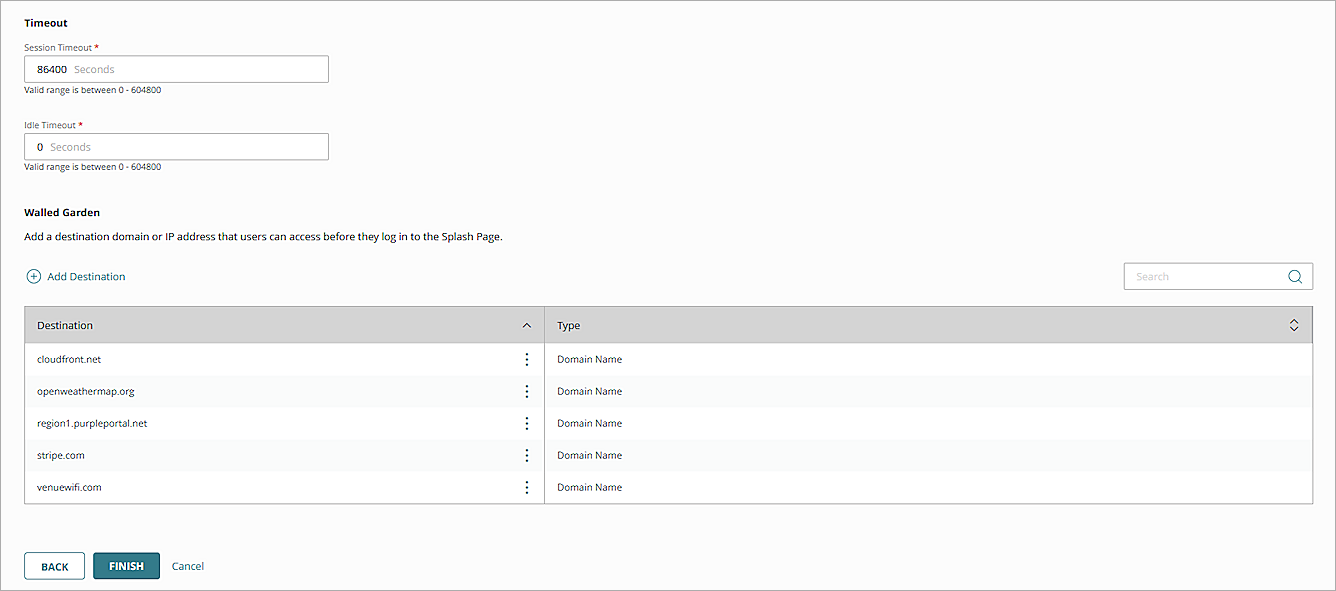 Timeout
Session Timeout *
86400 Seconds
Valid range is between 0 - 604800
Idle Timeout *
0 Seconds
Valid range is between 0 - 604800
Walled Garden
Add a destination domain or IP address that users can access before they log in to the Splash Page.
Add Destination Search
Destination Type
cloudfront.net Domain Name
openweathermap.org Domain Name
region1.purpleportal.net Domain Name
stripe.com Domain Name
venuewifi.com Domain Name
BACK FINISH Cancel